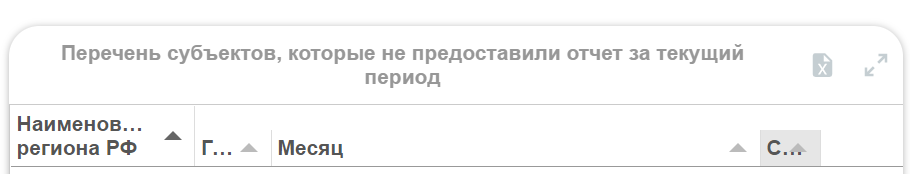 Перечень субъектов, которые не предоставили отчет за текущий
период
Наименов...
региона РФ
Г...
Месяц
С...